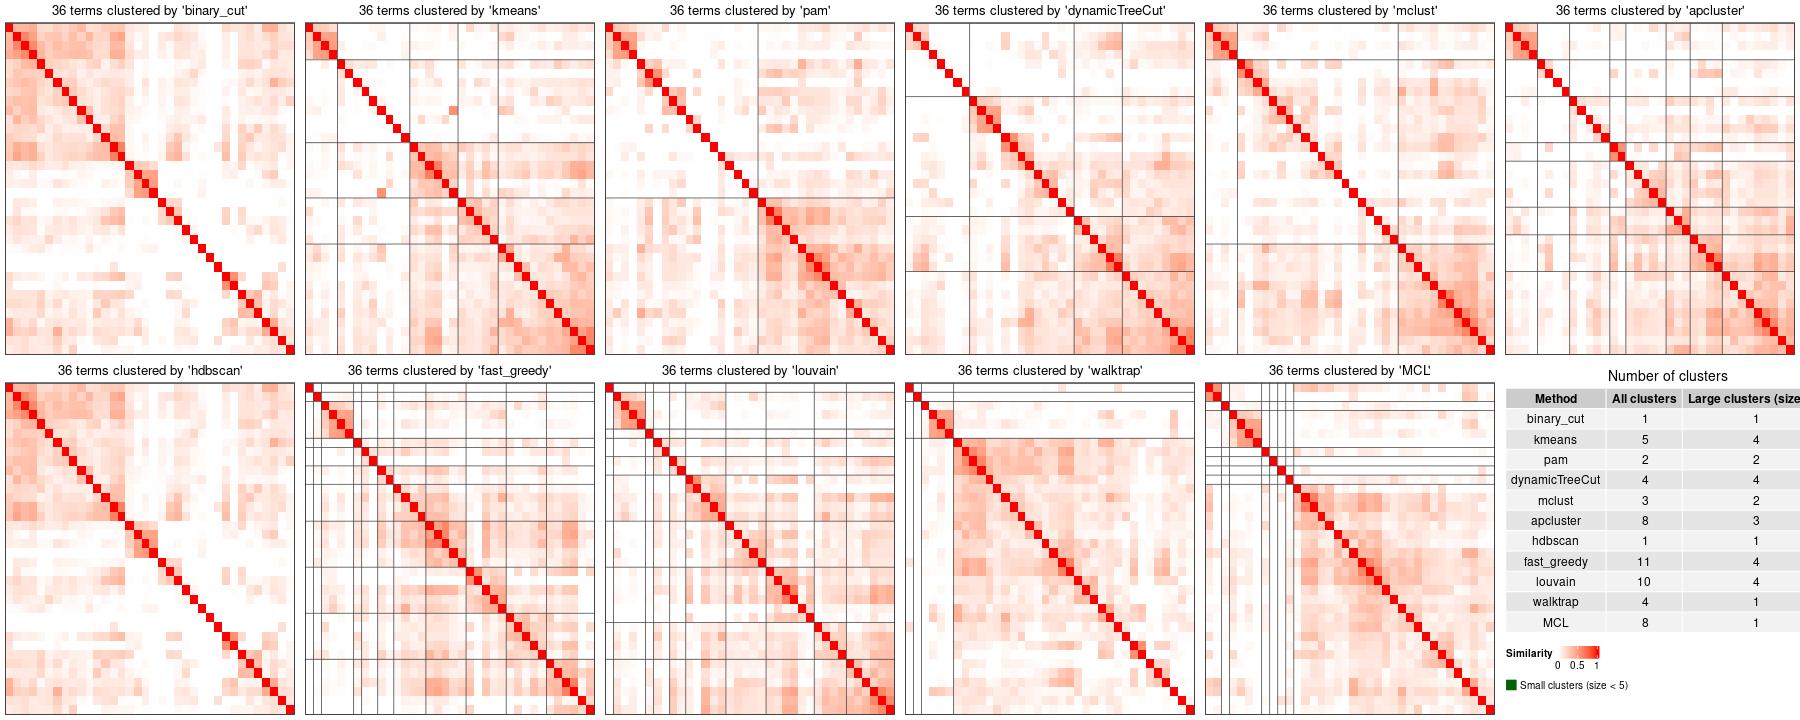 36 terms clustered by 'binary_cut'
36 terms clustered by 'kmeans'
36 terms clustered by 'pam'
36 terms clustered by 'dynamicTreeCut'
36 terms clustered by 'mclust'
36 terms clustered by 'apcluster'
36 terms clustered by 'hdbscan'
36 terms clustered by 'fast_greedy'
36 terms clustered by 'louvain'
36 terms clustered by 'walktrap'
36 terms clustered by 'MCL'
Number of clusters
Method All clusters Large clusters (size
binary_cut 1 1
kmeans 5 4
pam 2 2
dynamicTreeCut 4 4
mclust 3 2
apcluster 8 3
hdbscan 1 1
fast_greedy 11 4
louvain 10 4
walktrap 4 1
MCL 8 1
Similarity
0 0.5 1
Small clusters (size < 5)